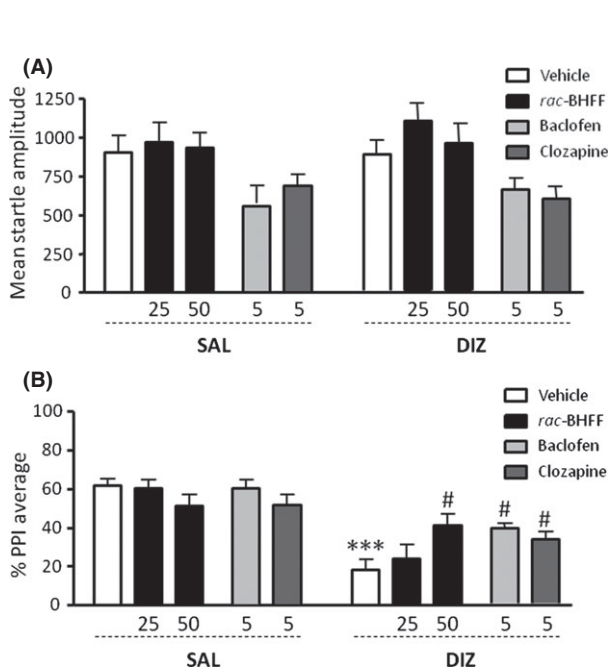 (A)
Vehicle
rac-BHFF
Baclofen
Clozapine
Mean startle amplitude
1250
1000
750
500
250
0
25 50 5 5 25 50 5 5
SAL DIZ
(B)
Vehicle
rac-BHFF
Baclofen
Clozapine
% PPI average
100
80
60
40
20
0
*** # # #
25 50 5 5 25 50 5 5
SAL DIZ